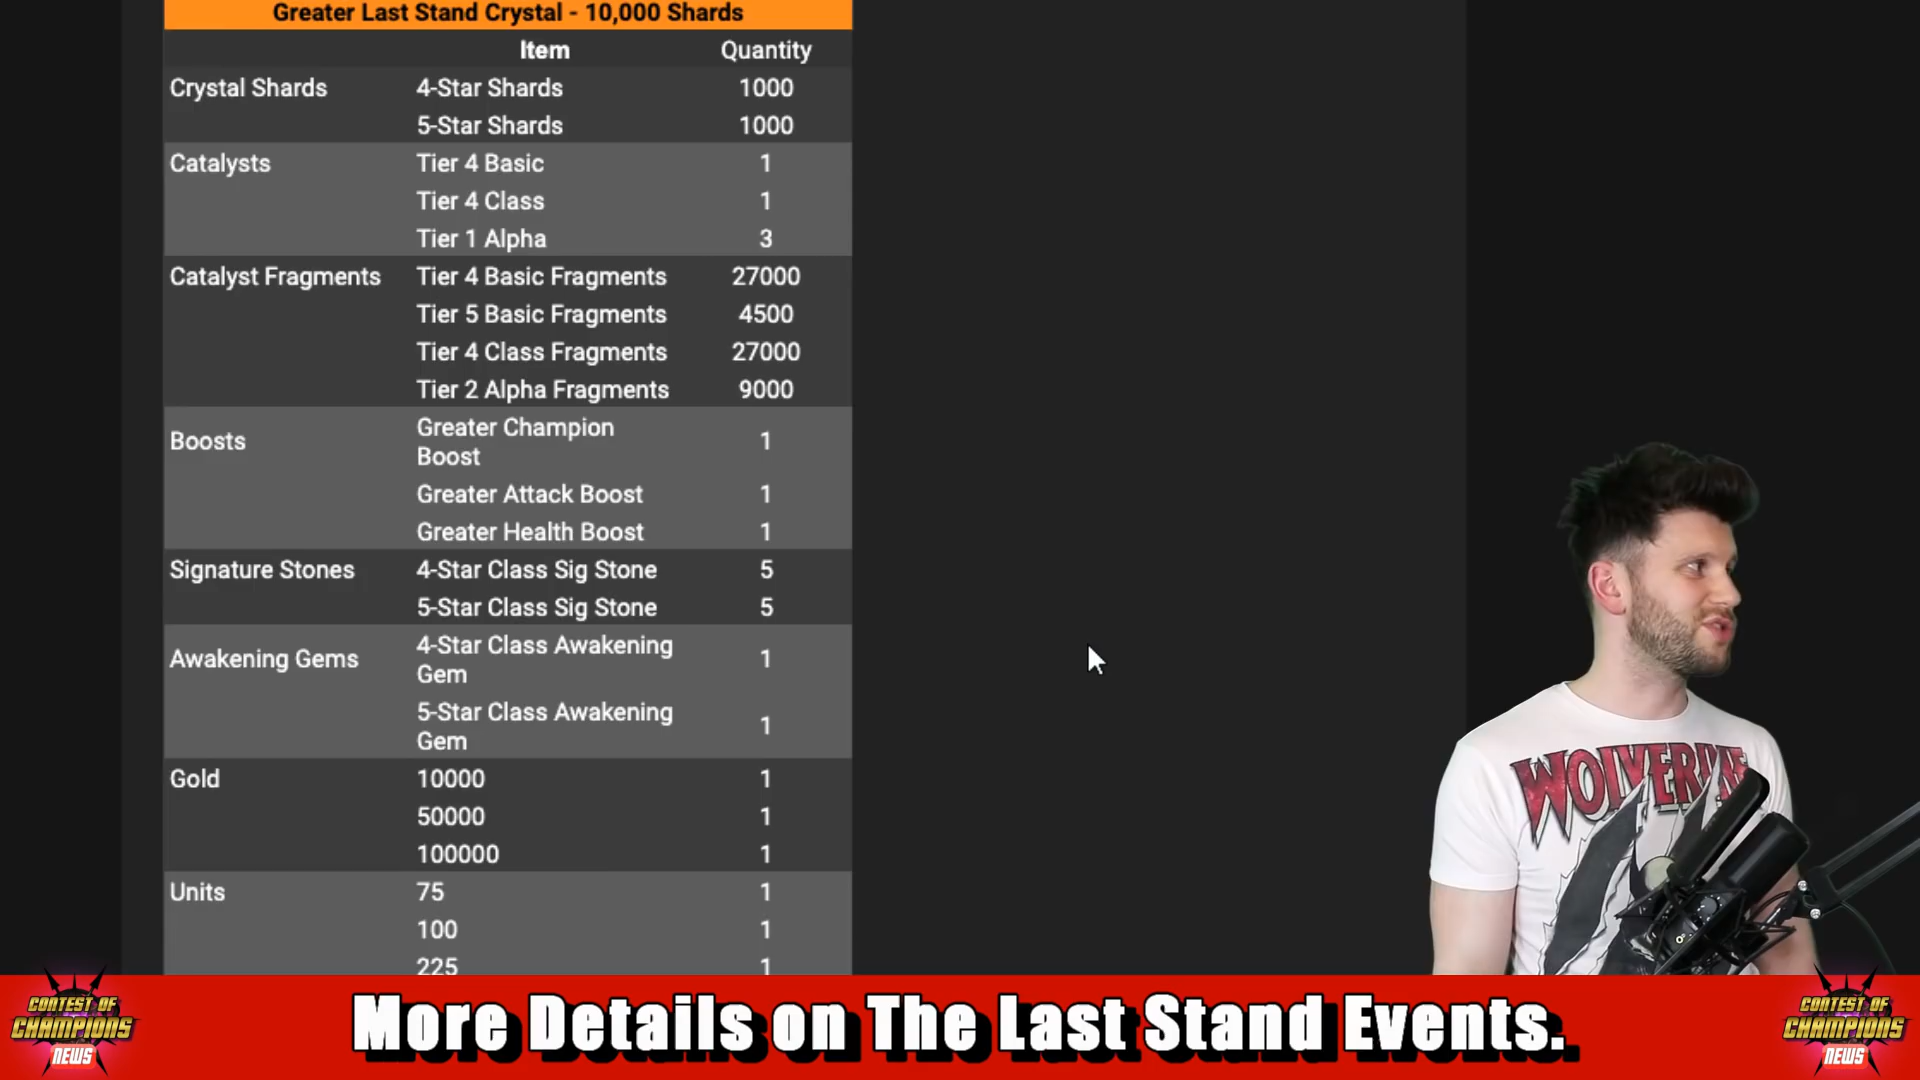 Greater Last Stand Crystal - 10,000 Shards
Item Quantity
Crystal Shards 4-Star Shards 1000
5-Star Shards 1000
Catalysts Tier 4 Basic 1
Tier 4 Class 1
Tier 1 Alpha 3
Catalyst Fragments Tier 4 Basic Fragments 27000
Tier 5 Basic Fragments 4500
Tier 4 Class Fragments 27000
Tier 2 Alpha Fragments 9000
Boosts Greater Champion Boost 1
Greater Attack Boost 1
Greater Health Boost 1
Signature Stones 4-Star Class Sig Stone 5
5-Star Class Sig Stone 5
Awakening Gems 4-Star Class Awakening Gem 1
5-Star Class Awakening Gem 1
Gold 10000 1
50000 1
100000 1
Units 75 1
100 1
225 1
WOLVERINE
CONTEST OF
CHAMPIONS
NEWS
More Details on The Last Stand Events.
CONTEST OF
CHAMPIONS
NEWS